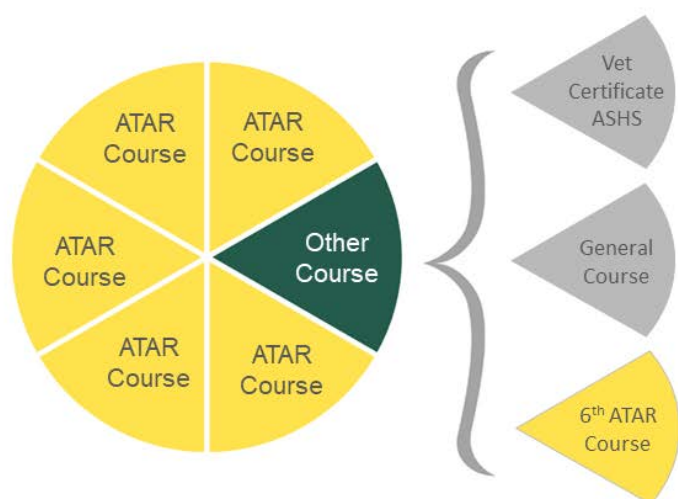 ATAR
Course
ATAR
Course
ATAR
Course
Other
Course
ATAR
Course
ATAR
Course
Vet
Certificate
ASHS
General
Course
6th ATAR
Course